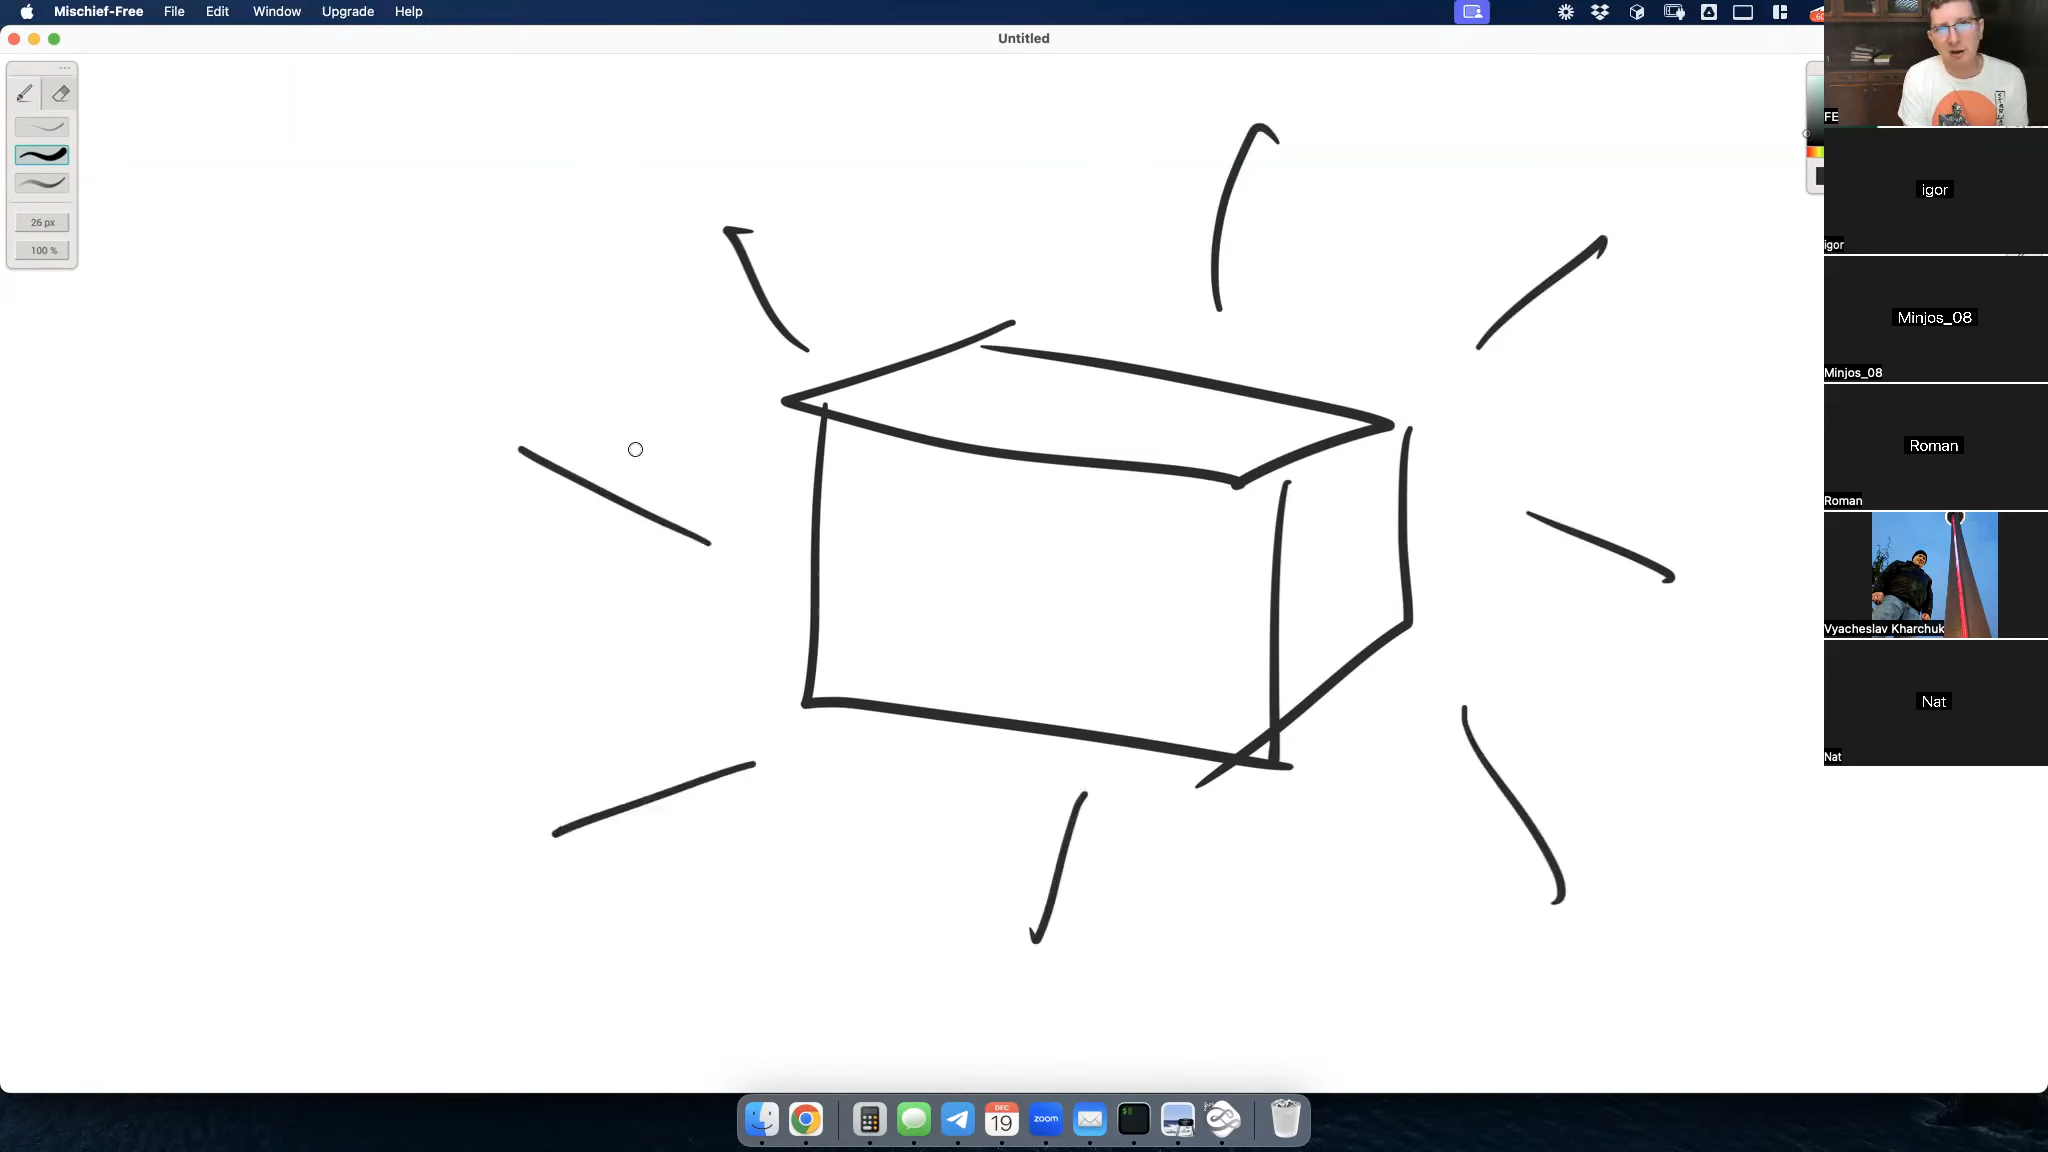 Mischief-Free File Edit Window Upgrade Help
Untitled
26 px
100 %
FE
igor
igor
Minjos_08
Minjos_08
Roman
Roman
Vyacheslav Kharchuk
Nat
Nat
DEC
19
zoom